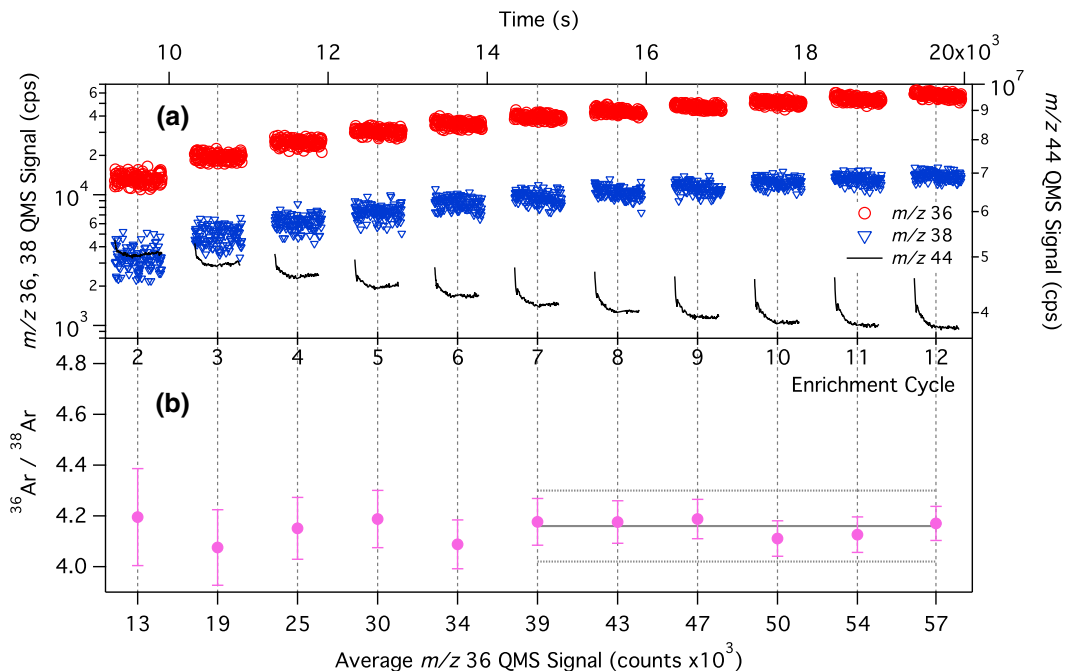 Time (s)
10 12 14 16 18 20x10³
(a)
m/z 36, 38 QMS Signal (cps)
6
4
2
10⁴
6
4
2
10³
10⁷
9
8
7
6
5
4
m/z 44 QMS Signal (cps)
m/z 36
m/z 38
m/z 44
2 3 4 5 6 7 8 9 10 11 12
Enrichment Cycle
(b)
³⁶Ar / ³⁸Ar
4.8
4.6
4.4
4.2
4.0
13 19 25 30 34 39 43 47 50 54 57
Average m/z 36 QMS Signal (counts x10³)